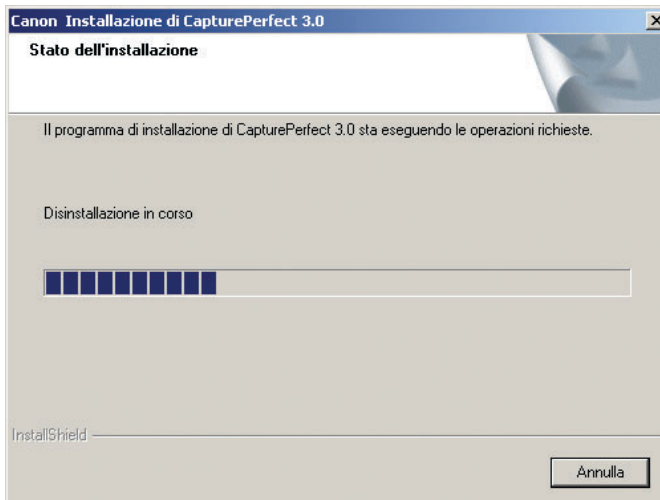 Canon Installazione di CapturePerfect 3.0
Stato dell'installazione
Il programma di installazione di CapturePerfect 3.0 sta eseguendo le operazioni richieste.
Disinstallazione in corso
InstallShield
Annulla